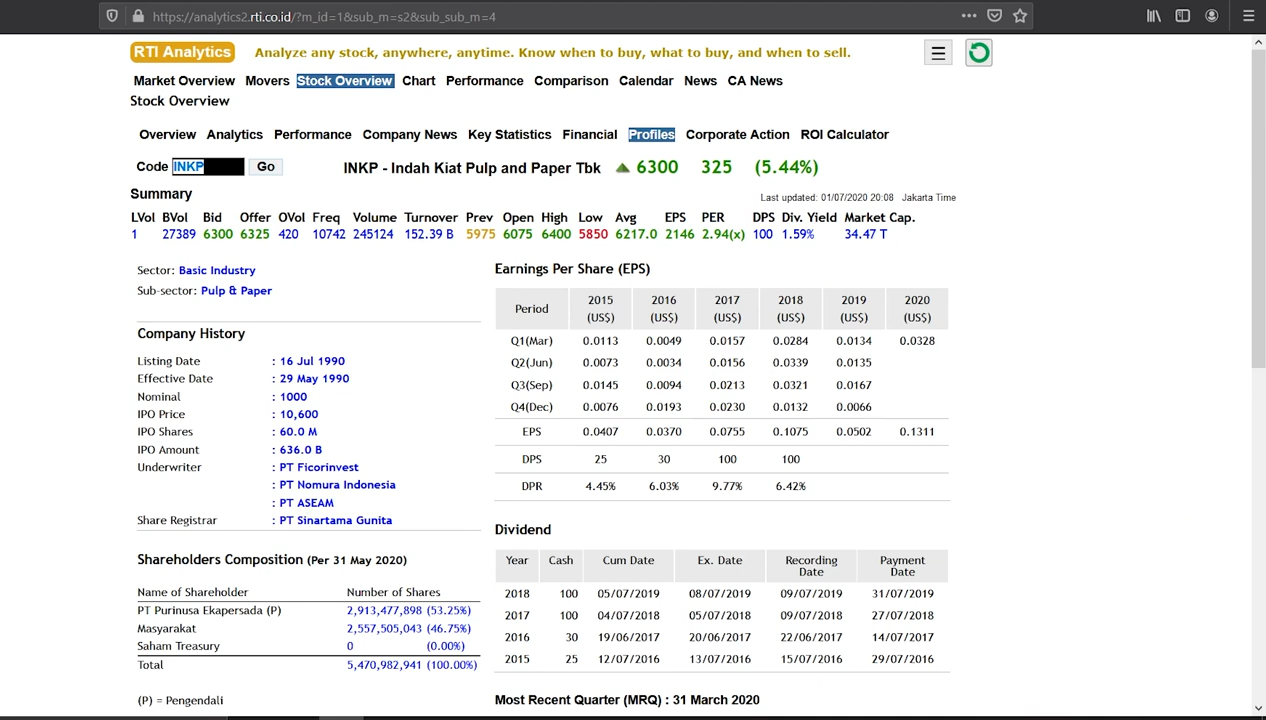 https://analytics2.rti.co.id/?m_id=1&sub_m=s2&sub_sub_m=4
RTI Analytics Analyze any stock, anywhere, anytime. Know when to buy, what to buy, and when to sell.
Market Overview Movers Stock Overview Chart Performance Comparison Calendar News CA News
Stock Overview
Overview Analytics Performance Company News Key Statistics Financial Profiles Corporate Action ROI Calculator
Code INKP Go INKP - Indah Kiat Pulp and Paper Tbk 6300 325 (5.44%)
Summary
Last updated: 01/07/2020 20:08 Jakarta Time
LVol BVol Bid Offer OVol Freq Volume Turnover Prev Open High Low Avg EPS PER DPS Div. Yield Market Cap.
1 27389 6300 6325 420 10742 245124 152.39 B 5975 6075 6400 5850 6217.0 2146 2.94(x) 100 1.59% 34.47 T
Sector: Basic Industry
Sub-sector: Pulp & Paper
Company History
Listing Date : 16 Jul 1990
Effective Date : 29 May 1990
Nominal : 1000
IPO Price : 10,600
IPO Shares : 60.0 M
IPO Amount : 636.0 B
Underwriter : PT Ficorinvest
: PT Nomura Indonesia
: PT ASEAM
Share Registrar : PT Sinartama Gunita
Shareholders Composition (Per 31 May 2020)
Name of Shareholder Number of Shares
PT Purinusa Ekapersada (P) 2,913,477,898 (53.25%)
Masyarakat 2,557,505,043 (46.75%)
Saham Treasury 0 (0.00%)
Total 5,470,982,941 (100.00%)
(P) = Pengendali
Earnings Per Share (EPS)
Period 2015 (US$) 2016 (US$) 2017 (US$) 2018 (US$) 2019 (US$) 2020 (US$)
Q1(Mar) 0.0113 0.0049 0.0157 0.0284 0.0134 0.0328
Q2(Jun) 0.0073 0.0034 0.0156 0.0339 0.0135
Q3(Sep) 0.0145 0.0094 0.0213 0.0321 0.0167
Q4(Dec) 0.0076 0.0193 0.0230 0.0132 0.0066
EPS 0.0407 0.0370 0.0755 0.1075 0.0502 0.1311
DPS 25 30 100 100
DPR 4.45% 6.03% 9.77% 6.42%
Dividend
Year Cash Cum Date Ex. Date Recording Date Payment Date
2018 100 05/07/2019 08/07/2019 09/07/2019 31/07/2019
2017 100 04/07/2018 05/07/2018 09/07/2018 27/07/2018
2016 30 19/06/2017 20/06/2017 22/06/2017 14/07/2017
2015 25 12/07/2016 13/07/2016 15/07/2016 29/07/2016
Most Recent Quarter (MRQ) : 31 March 2020